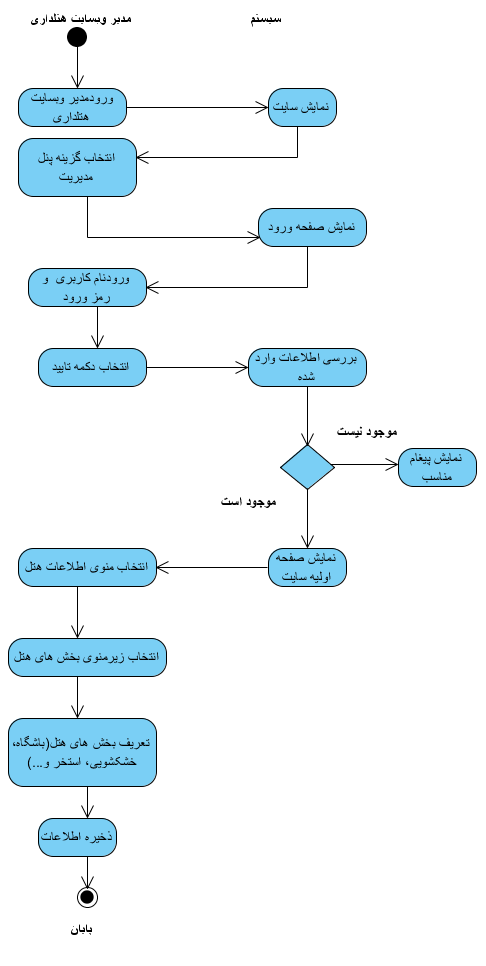 مدیر وبسایت هتلداری
سیستم
ورودمدیر وبسایت
هتلداری
نمایش سایت
انتخاب گزینه پنل
مدیریت
نمایش صفحه ورود
ورودنام کاربری و
رمز ورود
انتخاب دکمه تایید
بررسی اطلاعات وارد
شده
موجود نیست
نمایش پیغام
مناسب
موجود است
نمایش صفحه
اولیه سایت
انتخاب منوی اطلاعات هتل
انتخاب زیرمنوی بخش های هتل
تعریف بخش های هتل(باشگاه،
خشکشویی، استخر و...)
ذخیره اطلاعات
پایان